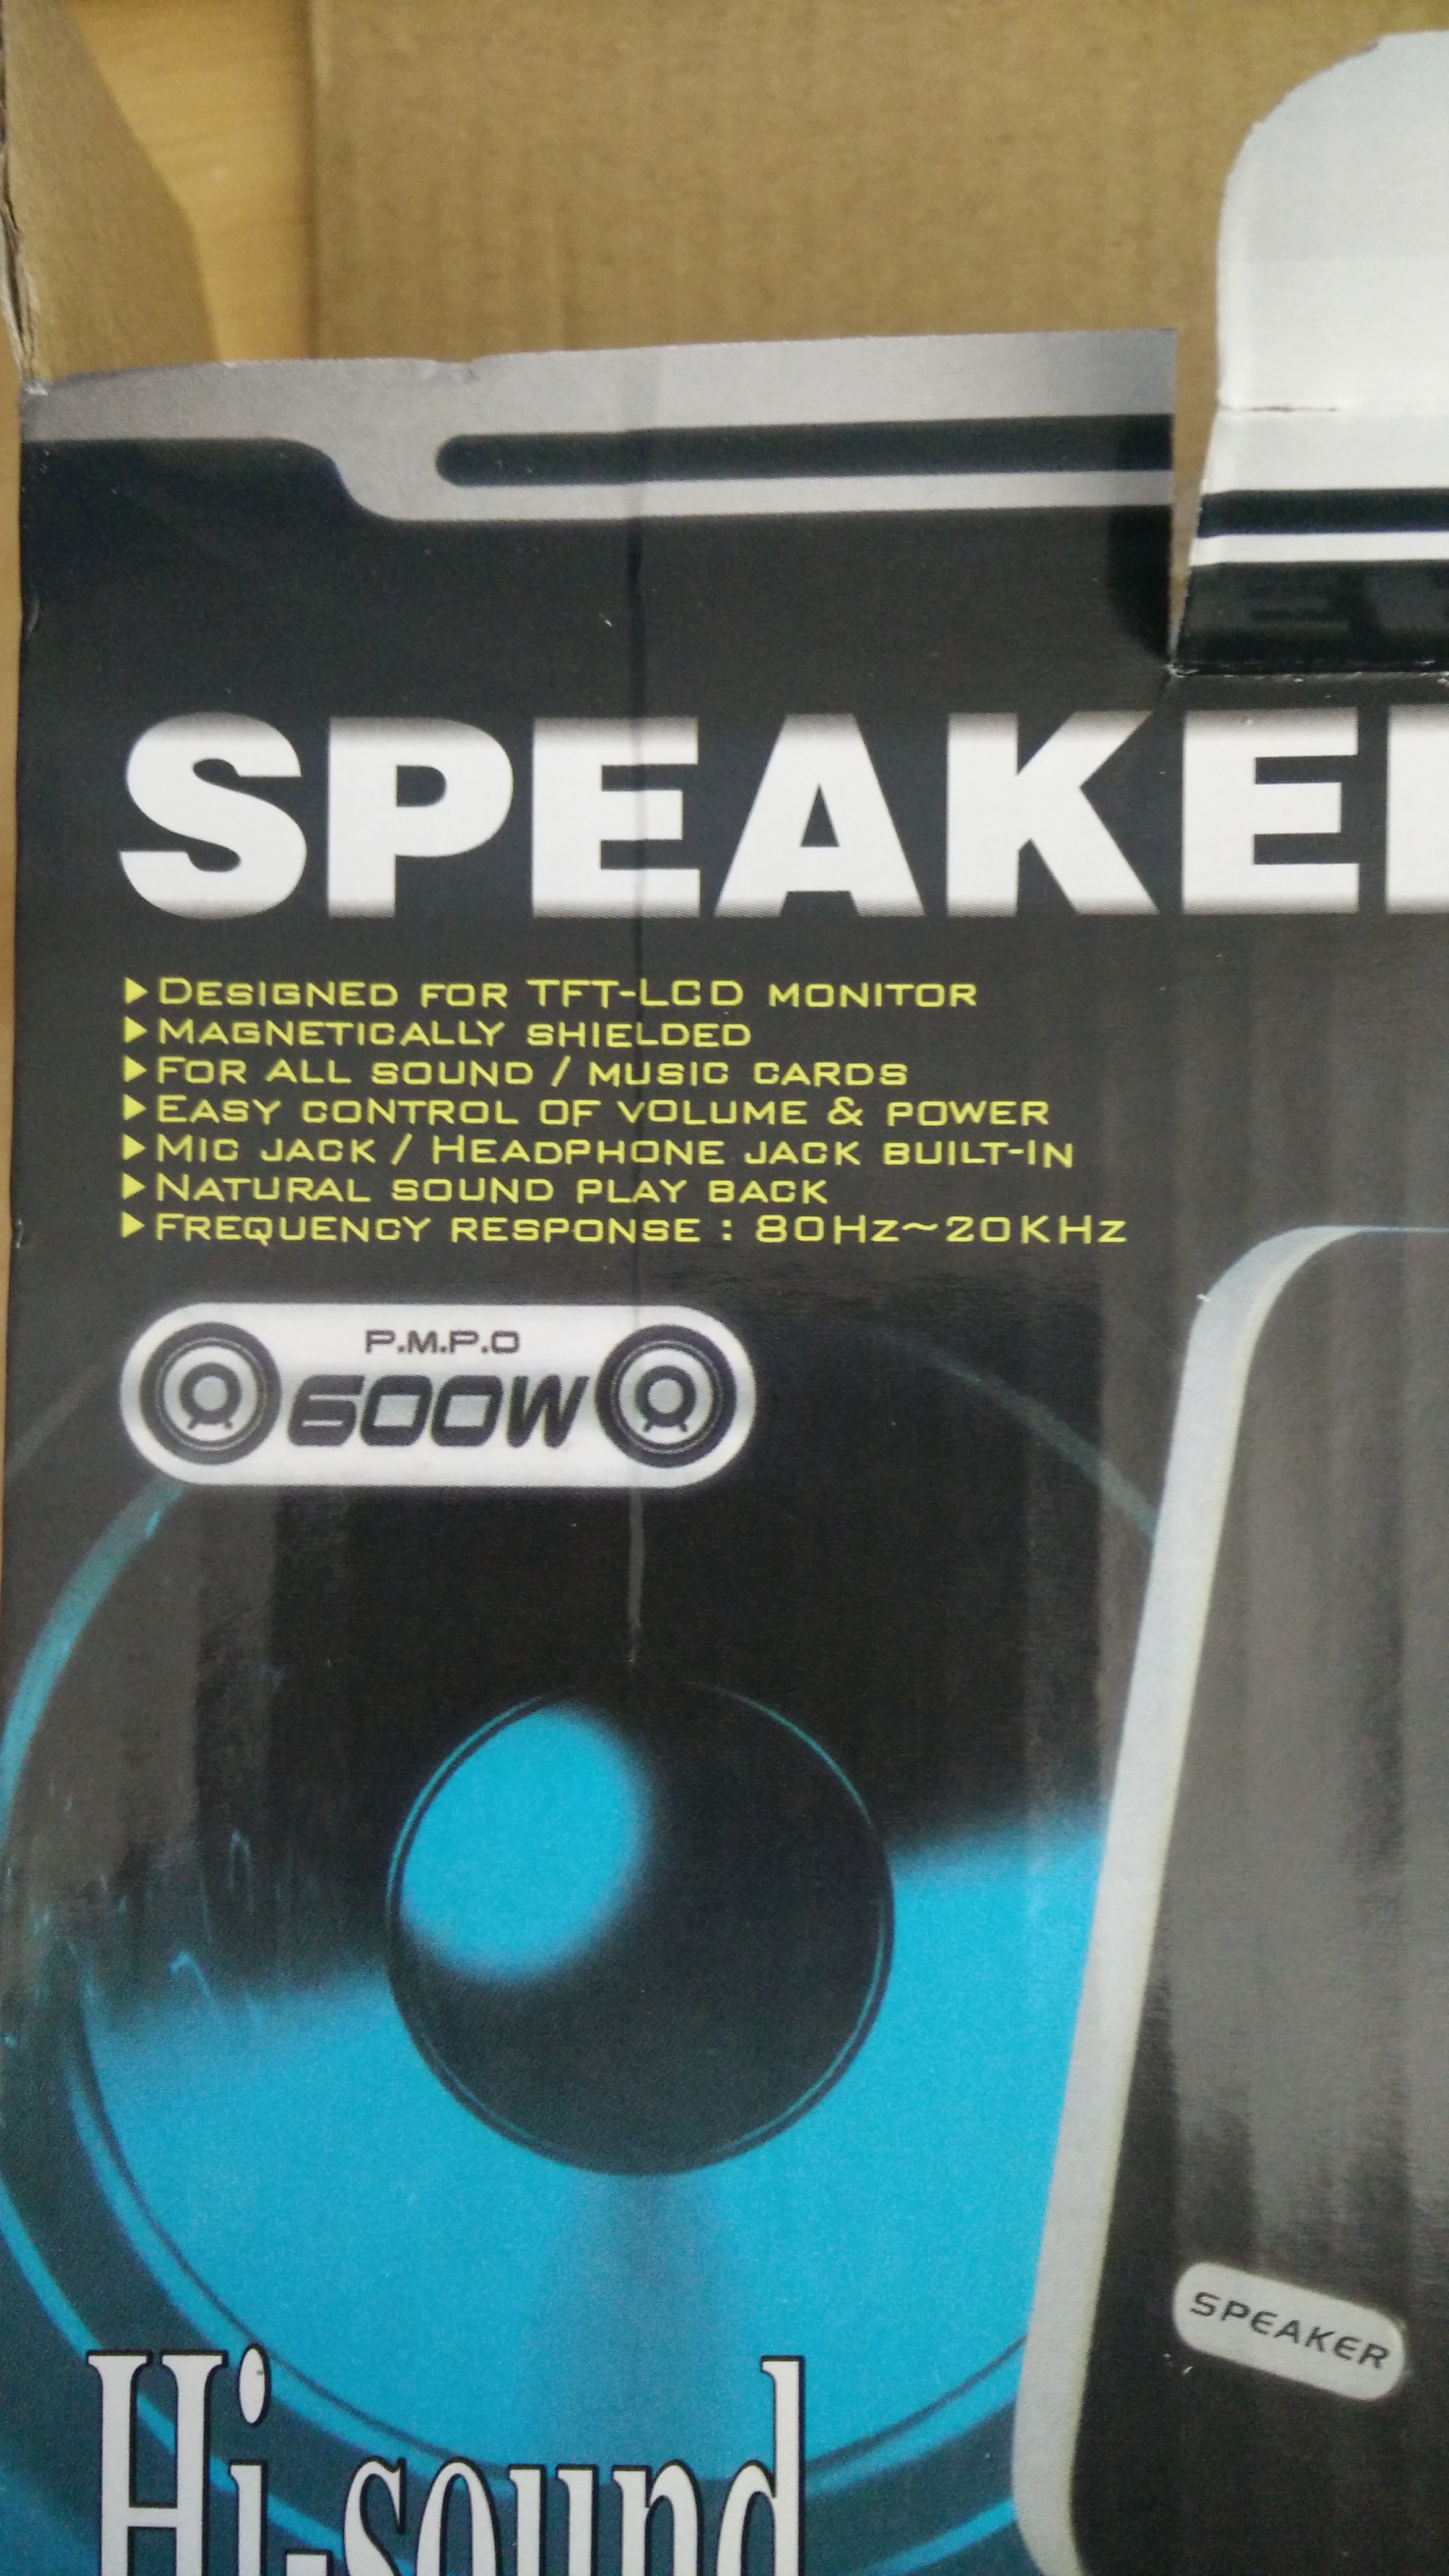 SPEAKER
▶DESIGNED FOR TFT-LCD MONITOR
▶MAGNETICALLY SHIELDED
▶FOR ALL SOUND / MUSIC CARDS
▶EASY CONTROL OF VOLUME & POWER
▶MIC JACK / HEADPHONE JACK BUILT-IN
▶NATURAL SOUND PLAY BACK
▶FREQUENCY RESPONSE : 80Hz~20KHz
P.M.P.O
600W
SPEAKER
Hi-sound